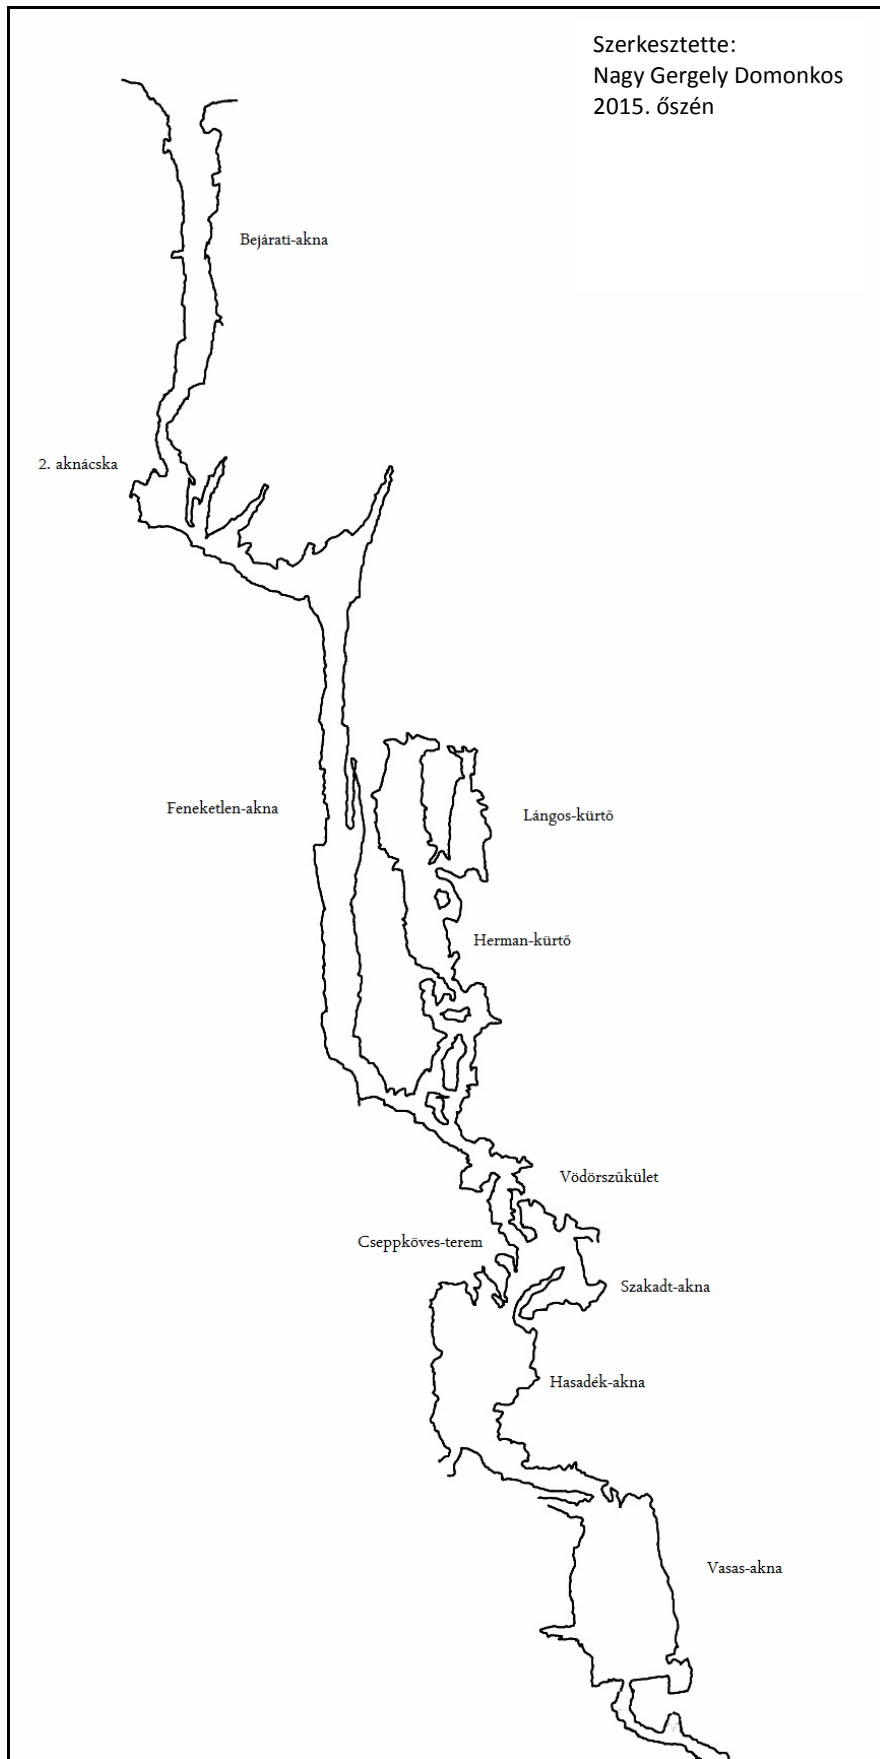 Szerkesztette:
Nagy Gergely Domonkos
2015. őszén
Bejárati-akna
2. aknácska
Feneketlen-akna
Lángos-kürtő
Herman-kürtő
Vödörszűkület
Cseppköves-terem
Szakadt-akna
Hasadék-akna
Vasas-akna